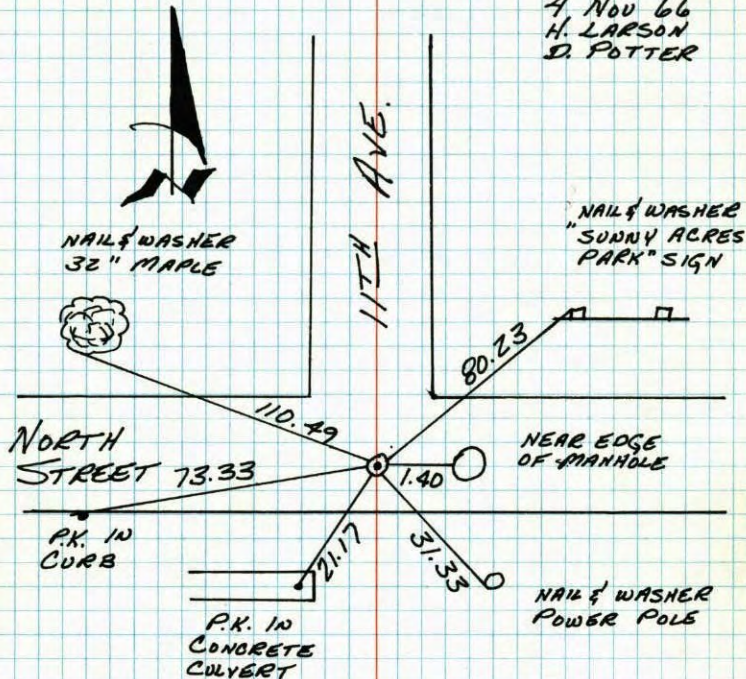 4 NOV 66
H. LARSON
D. POTTER
11TH AVE.
NAIL & WASHER
32" MAPLE
NAIL & WASHER
"SUNNY ACRES
PARK" SIGN
80.23
110.49
NORTH
STREET
73.33
1.40
NEAR EDGE
OF MANHOLE
P.K. IN
CURB
21.17
31.33
P.K. IN
CONCRETE
CULVERT
NAIL & WASHER
POWER POLE